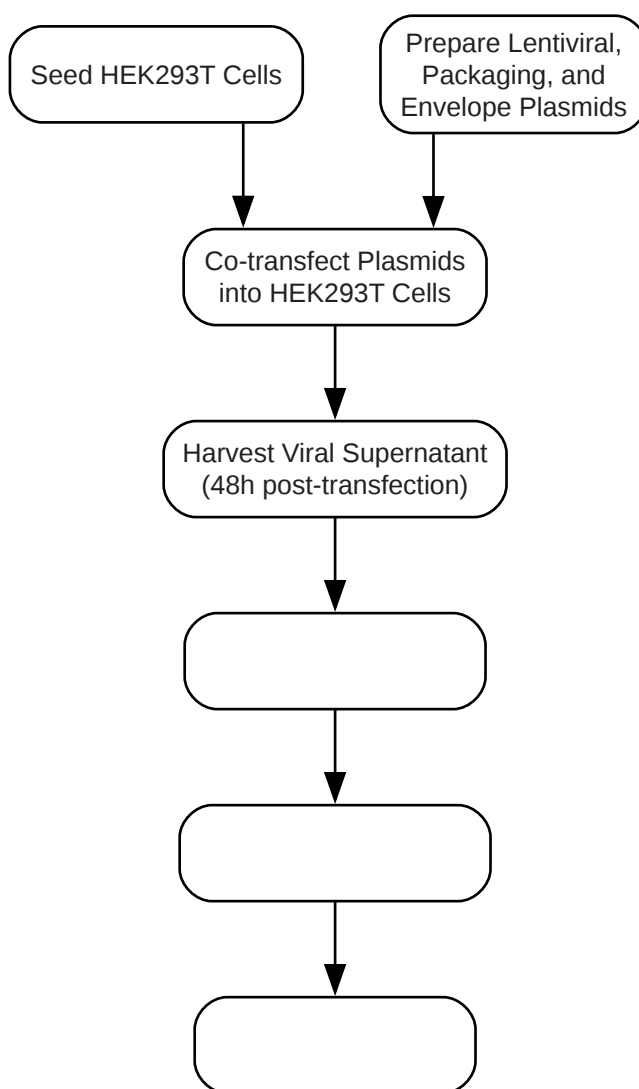 Seed HEK293T Cells
Prepare Lentiviral,
Packaging, and
Envelope Plasmids
Co-transfect Plasmids
into HEK293T Cells
Harvest Viral Supernatant
(48h post-transfection)